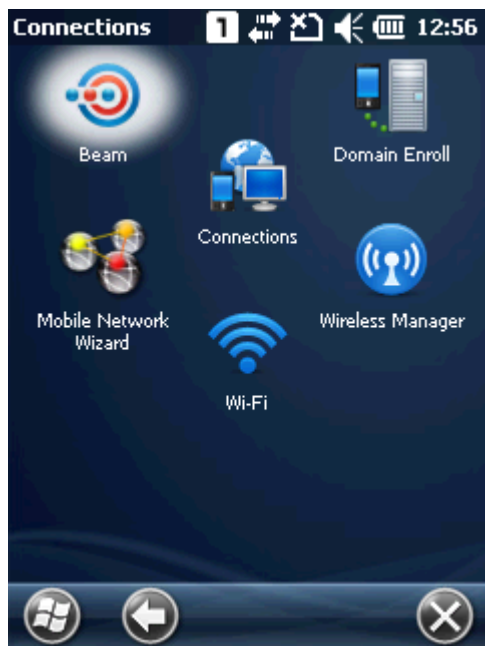 Connections 1 12:56
Beam
Domain Enroll
Connections
Mobile Network
Wizard
Wireless Manager
Wi-Fi